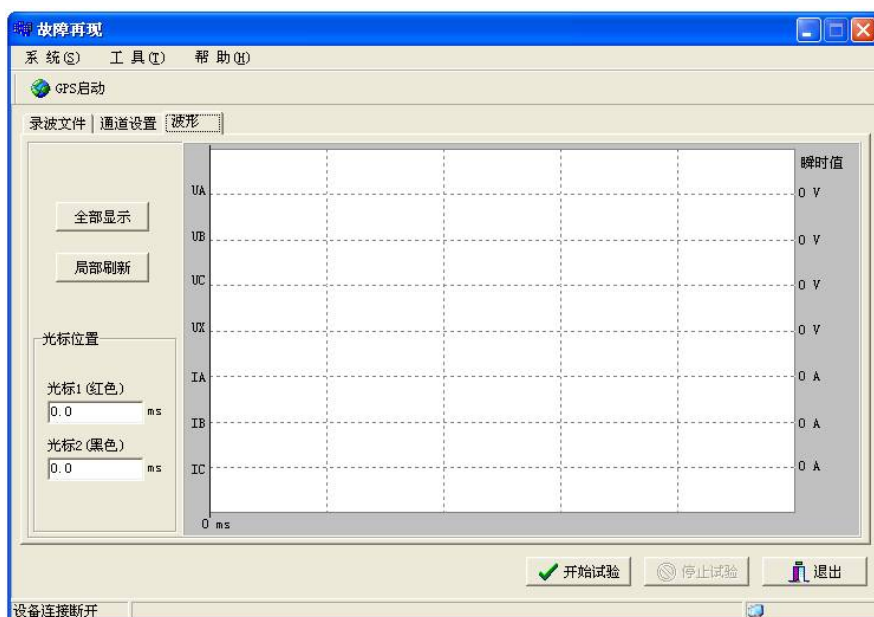 故障再现
系统(S) 工具(T) 帮助(H)
GPS启动
录波文件 通道设置 波形
瞬时值
全部显示
局部刷新
光标位置
光标1(红色)
0.0 ms
光标2(黑色)
0.0 ms
UA 0 V
UB 0 V
UC 0 V
UX 0 V
IA 0 A
IB 0 A
IC 0 A
0 ms
开始试验 停止试验 退出
设备连接断开